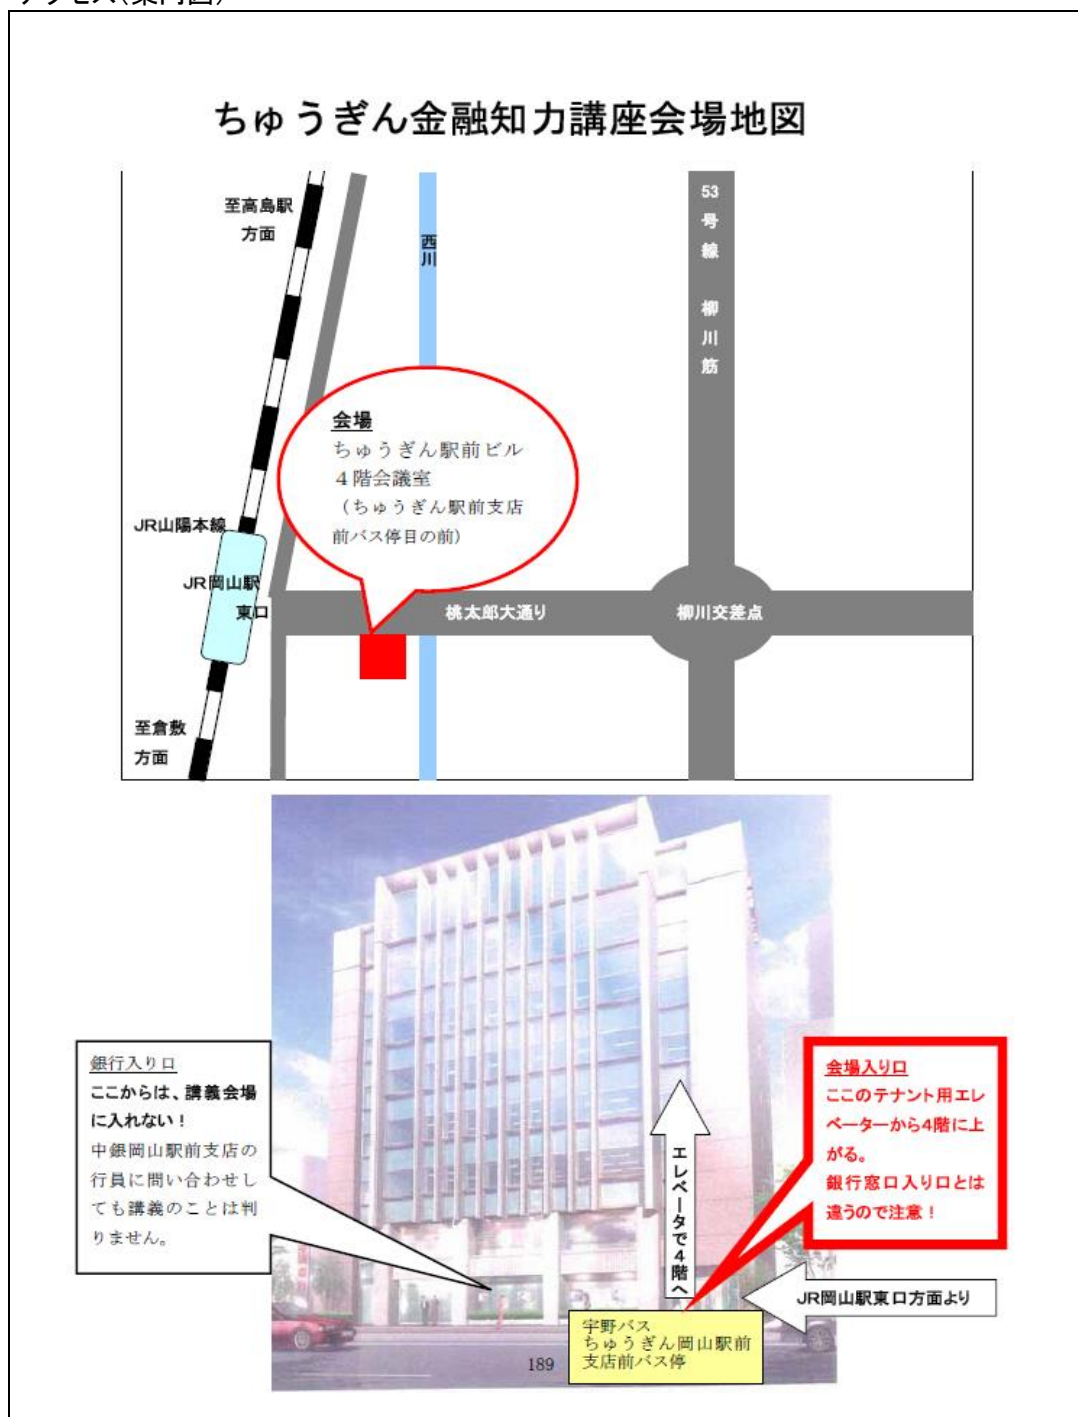 アクセス（案内図）
ちゅうぎん金融知力講座会場地図
至高島駅
方面
西川
53号線 柳川筋
会場
ちゅうぎん駅前ビル
４階会議室
（ちゅうぎん駅前支店
前バス停目の前）
JR山陽本線
JR岡山駅
東口
桃太郎大通り
柳川交差点
至倉敷
方面
銀行入り口
ここからは、講義会場
に入れない！
中銀岡山駅前支店の
行員に問い合わせし
ても講義のことは判
りません。
エレベータで4階へ
会場入り口
ここのテナント用エレ
ベーターから4階に上
がる。
銀行窓口入り口とは
違うので注意！
JR岡山駅東口方面より
宇野バス
ちゅうぎん岡山駅前
支店前バス停
189